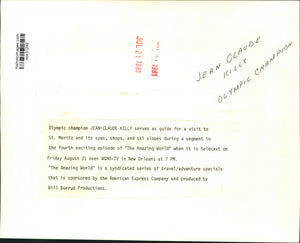 JUL 21 1981
1981
JEAN CLAUDE
KILLY
OLYMPIC CHAMPION
Olympic champion JEAN-CLAUDE KILLY serves as guide for a visit to
St. Moritz and its spas, shops, and ski slopes during a segment in
the fourth exciting episode of "The Amazing World" when it is telecast on
Friday August 21 over WGNO-TV in New Orleans at 7 PM.
"The Amazing World" is a syndicated series of travel/adventure specials
that is sponsored by the American Express Company and produced by
Bill Burrud Productions.